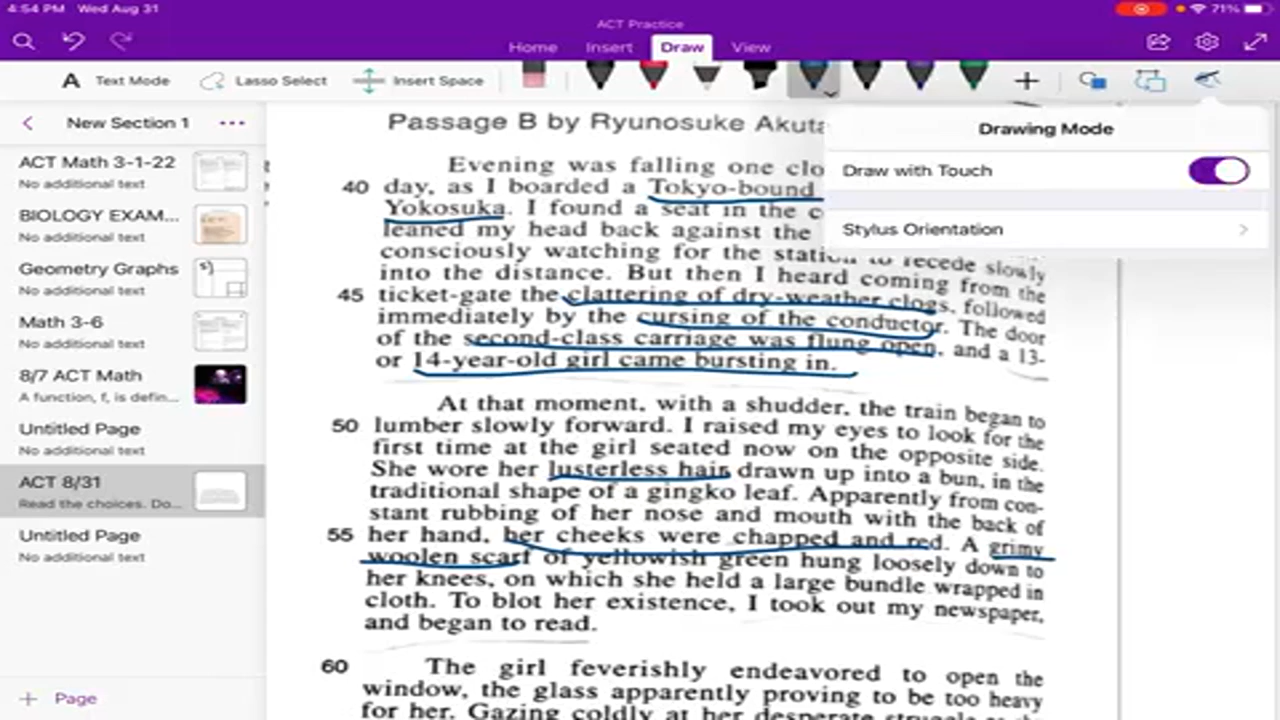 4:54 PM Wed Aug 31
71%
ACT Practice
Home Insert Draw View
A Text Mode Lasso Select Insert Space
New Section 1
ACT Math 3-1-22
No additional text
BIOLOGY EXAM...
No additional text
Geometry Graphs
No additional text
Math 3-6
No additional text
8/7 ACT Math
A function, f, is defin...
Untitled Page
No additional text
ACT 8/31
Read the choices. Do...
Untitled Page
No additional text
+ Page
Drawing Mode
Draw with Touch
Stylus Orientation
Passage B by Ryunosuke Akuta
Evening was falling one clo
40 day, as I boarded a Tokyo-bound
Yokosuka. I found a seat in the c
leaned my head back against the
consciously watching for the station to recede slowly
into the distance. But then I heard coming from the
45 ticket-gate the clattering of dry-weather clogs, followed
immediately by the cursing of the conductor. The door
of the second-class carriage was flung open, and a 13-
or 14-year-old girl came bursting in.
At that moment, with a shudder, the train began to
50 lumber slowly forward. I raised my eyes to look for the
first time at the girl seated now on the opposite side.
She wore her lusterless hair drawn up into a bun, in the
traditional shape of a gingko leaf. Apparently from con-
stant rubbing of her nose and mouth with the back of
55 her hand, her cheeks were chapped and red. A grimy
woolen scarf of yellowish green hung loosely down to
her knees, on which she held a large bundle wrapped in
cloth. To blot her existence, I took out my newspaper,
and began to read.
60 The girl feverishly endeavored to open the
window, the glass apparently proving to be too heavy
for her. Gazing coldly at her desperate struggle